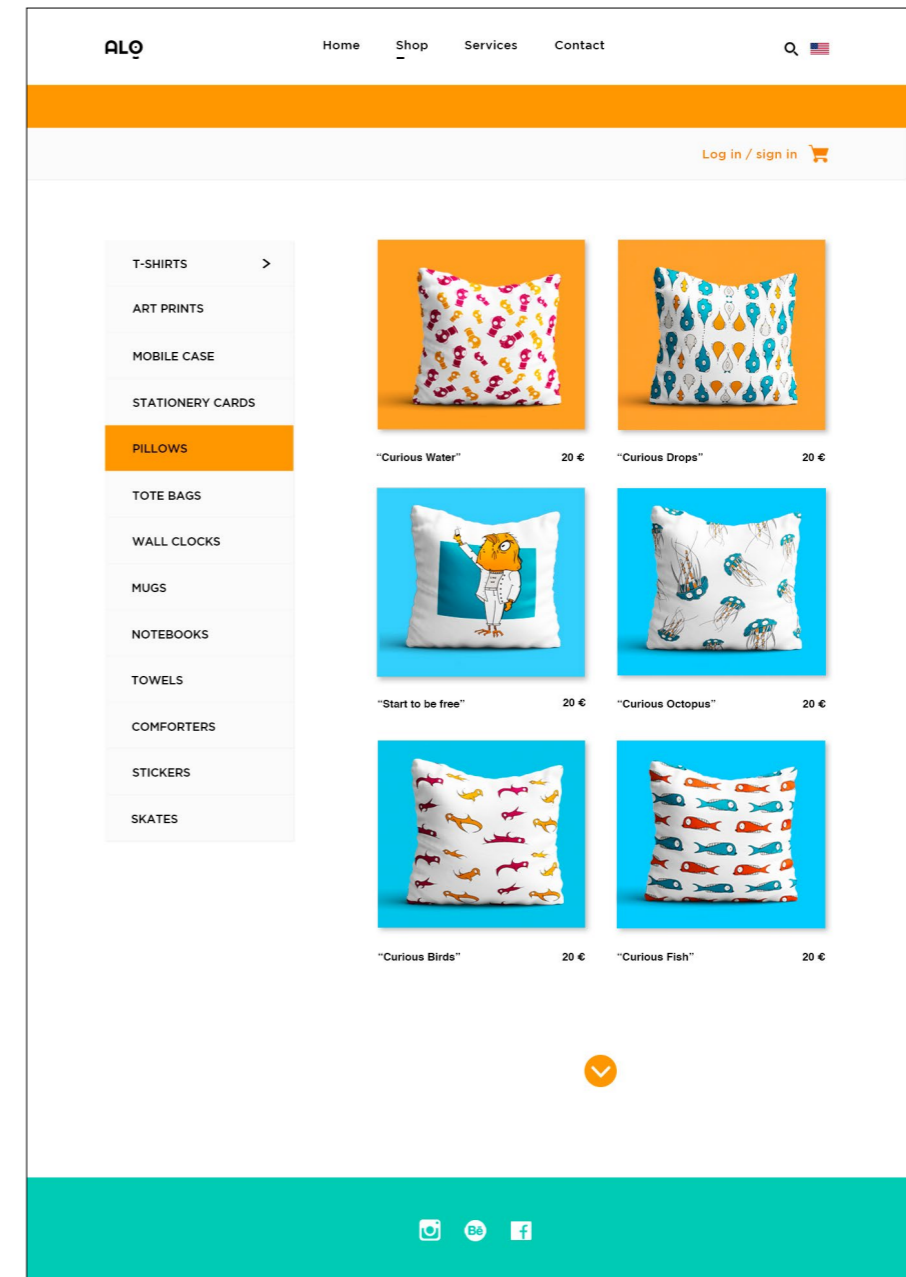 ALO
Home Shop Services Contact
Log in / sign in
T-SHIRTS >
ART PRINTS
MOBILE CASE
STATIONERY CARDS
PILLOWS
TOTE BAGS
WALL CLOCKS
MUGS
NOTEBOOKS
TOWELS
COMFORTERS
STICKERS
SKATES
“Curious Water” 20 €
“Curious Drops” 20 €
“Start to be free” 20 €
“Curious Octopus” 20 €
“Curious Birds” 20 €
“Curious Fish” 20 €
Bē f